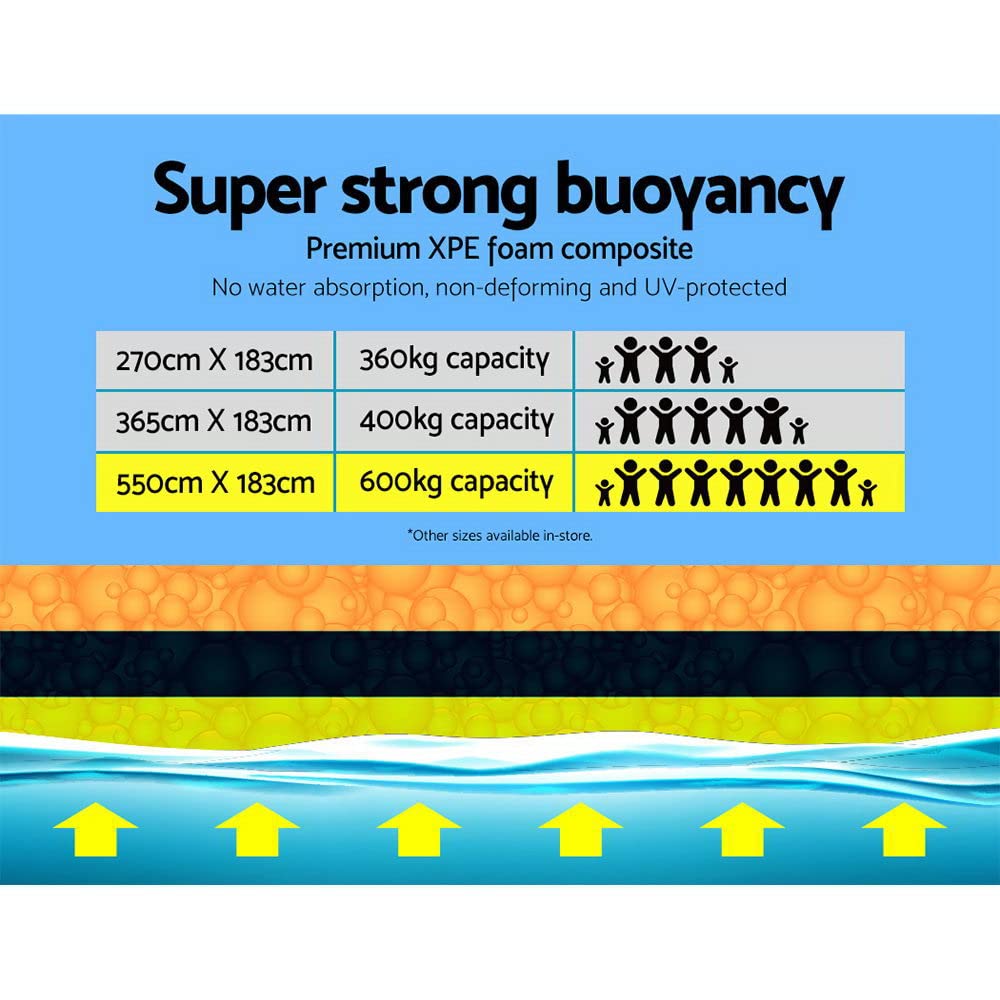 Super strong buoyancy
Premium XPE foam composite
No water absorption, non-deforming and UV-protected
270cm X 183cm 360kg capacity
365cm X 183cm 400kg capacity
550cm X 183cm 600kg capacity
*Other sizes available in-store.